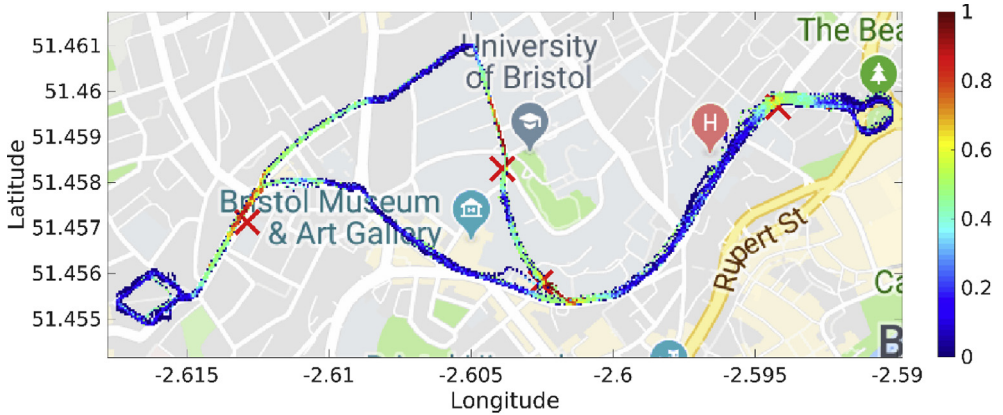 The Bea
University
of Bristol
H
Bristol Museum
& Art Gallery
Rupert St
Ca
B
Latitude
51.461
51.46
51.459
51.458
51.457
51.456
51.455
-2.615
-2.61
-2.605
-2.6
-2.595
-2.59
Longitude
1
0.8
0.6
0.4
0.2
0